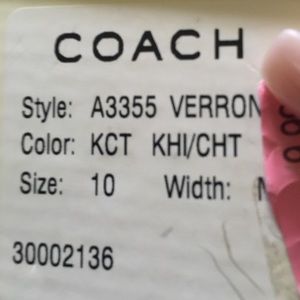 COACH
Style: A3355 VERRON
Color: KCT KHI/CHT
Size: 10 Width:
30002136